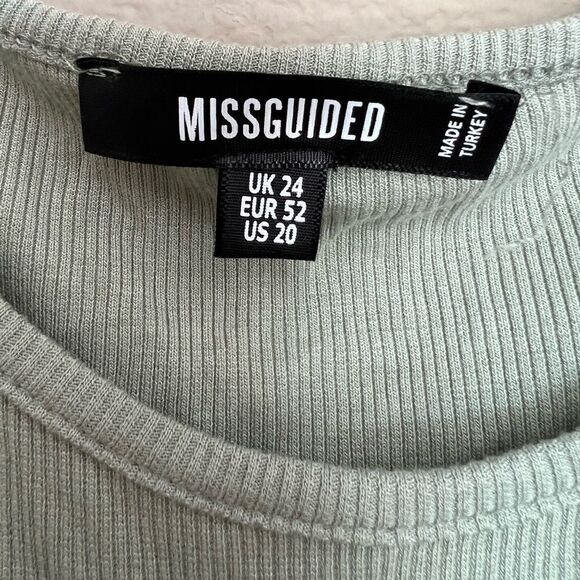 MISSGUIDED
MADE IN
TURKEY
UK 24
EUR 52
US 20